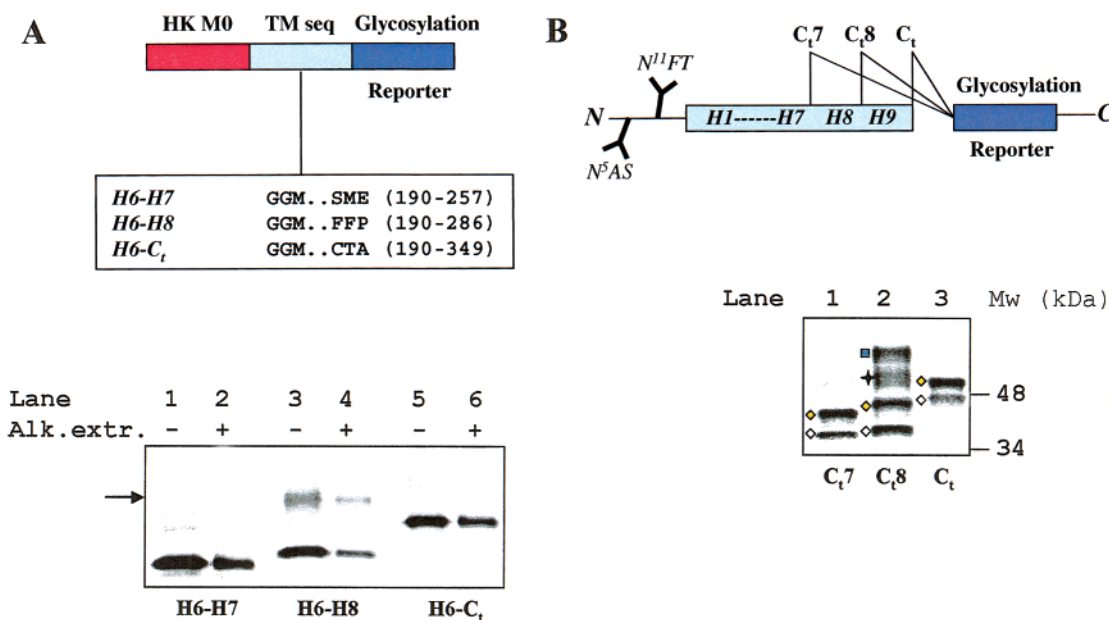 A
HK M0 TM seq Glycosylation
Reporter
H6-H7 GGM..SME (190-257)
H6-H8 GGM..FFP (190-286)
H6-Ct GGM..CTA (190-349)
Lane 1 2 3 4 5 6
Alk.extr. - + - + - +
H6-H7 H6-H8 H6-Ct
B
Ct7 Ct8 Ct
N11FT
Glycosylation
N H1------H7 H8 H9 C
Reporter
N5AS
Lane 1 2 3 Mw (kDa)
48
34
Ct7 Ct8 Ct